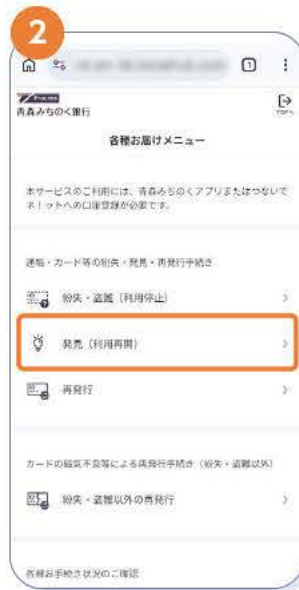 2
1
青森みちのく銀行
TOPへ
各種お届けメニュー
本サービスのご利用には、青森みちのくアプリまたはつないで
ネ!ットへの口座登録が必要です。
通帳・カード等の紛失・発見・再発行手続き
紛失・盗難(利用停止)
発見(利用再開)
再発行
カードの磁気不良等による再発行手続き(紛失・盗難以外)
紛失・盗難以外の再発行
各種お手続き状況のご確認